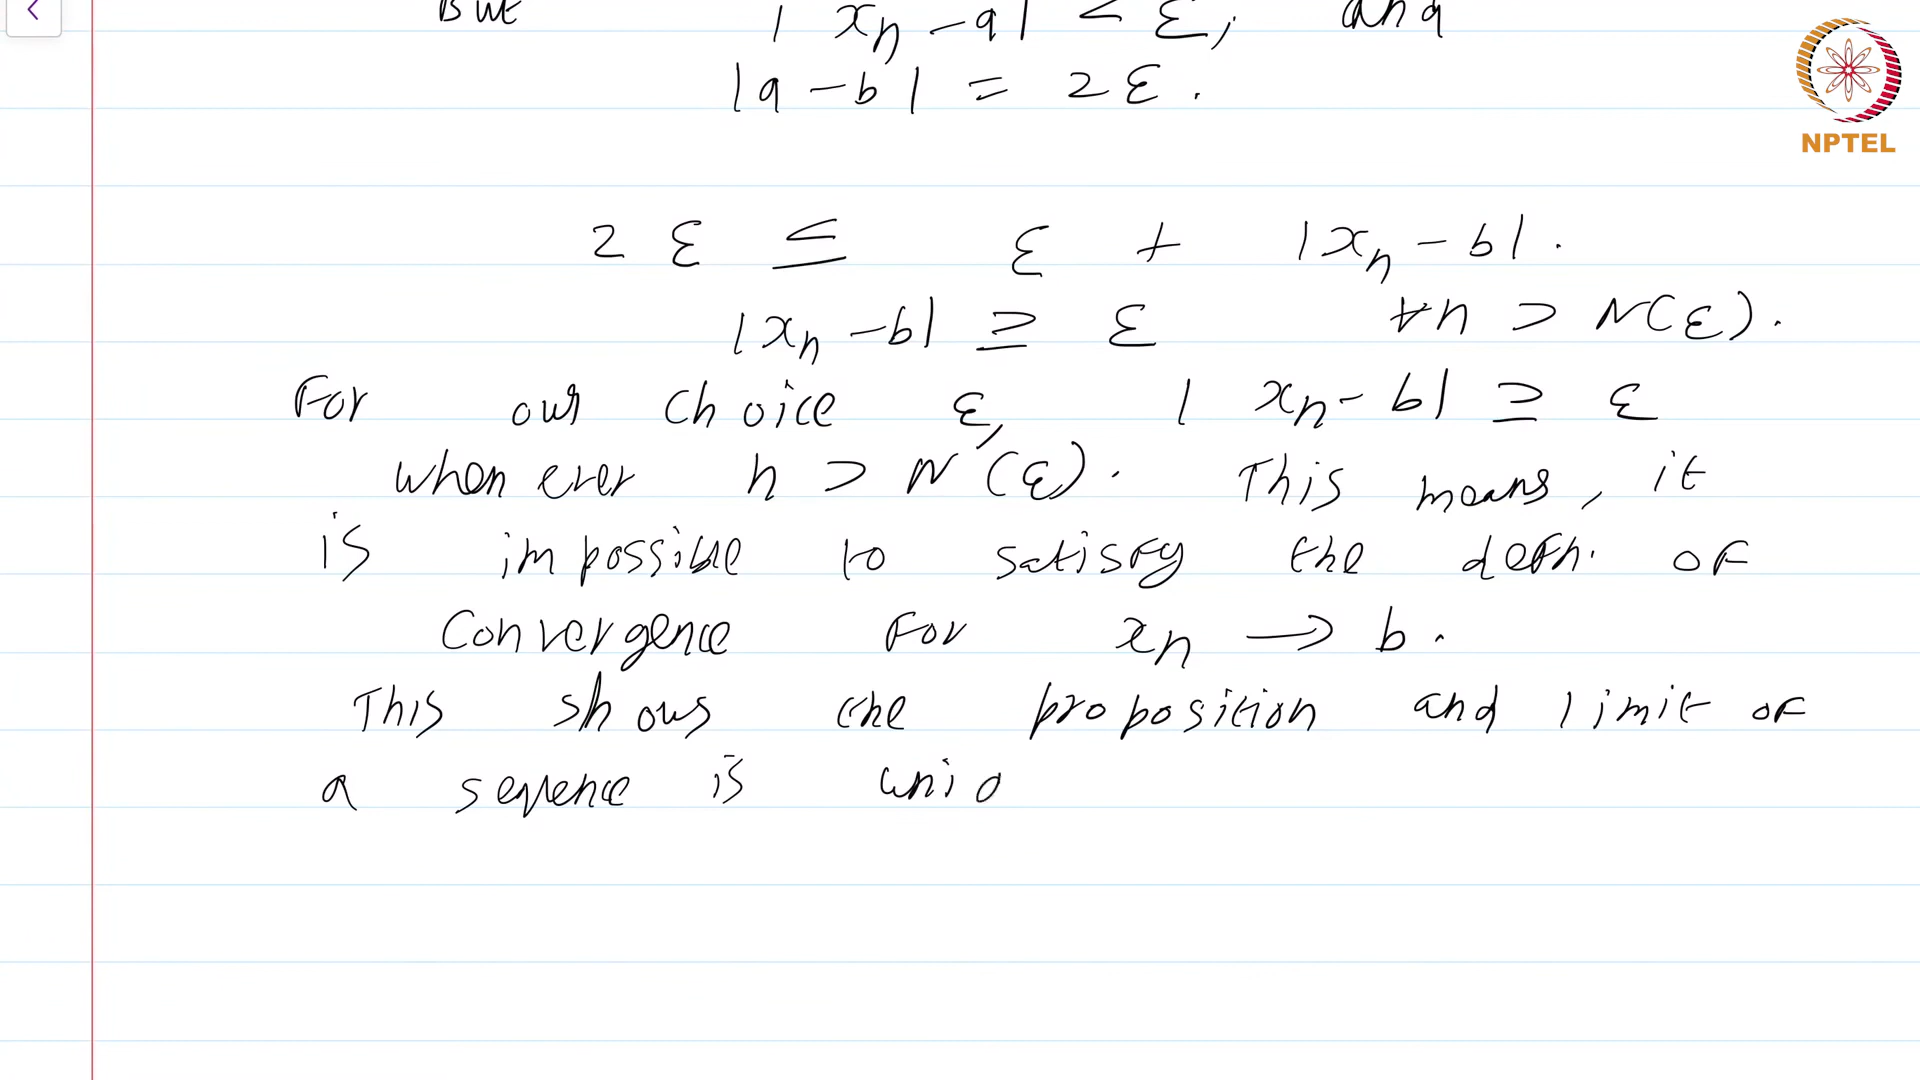 But |xₙ - a| < ε, and
|a - b| = 2ε.
NPTEL
2ε ≤ ε + |xₙ - b|.
|xₙ - b| ≥ ε ∀n > N(ε).
For our choice ε, |xₙ - b| ≥ ε
whenever n > N(ε). This means, it
is impossible to satisfy the defn. of
convergence for xₙ → b.
This shows the proposition and limit of
a sequence is unio